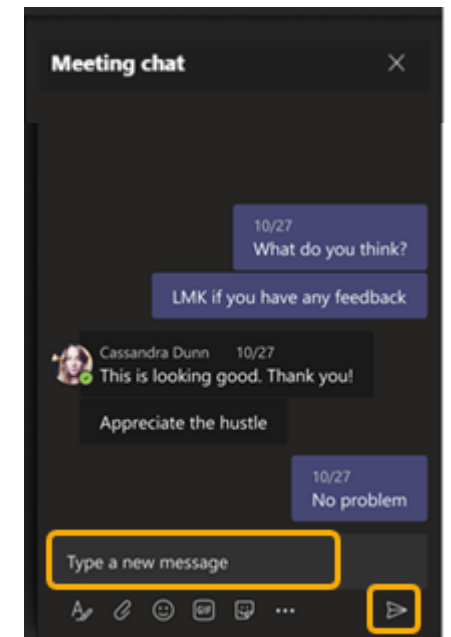 Meeting chat
10/27
What do you think?
LMK if you have any feedback
Cassandra Dunn 10/27
This is looking good. Thank you!
Appreciate the hustle
10/27
No problem
Type a new message
GIF